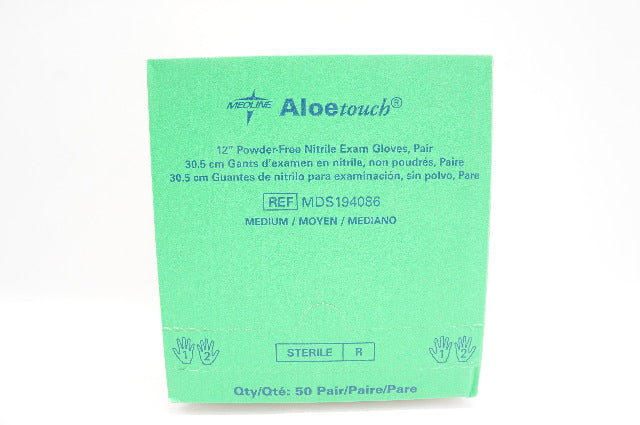 MEDLINE Aloetouch®
12" Powder-Free Nitrile Exam Gloves, Pair
30.5 cm Gants d'examen en nitrile, non poudrés, Paire
30.5 cm Guantes de nitrilo para examinación, sin polvo, Pare
REF MDS194086
MEDIUM / MOYEN / MEDIANO
1 2 STERILE R 1 2
Qty/Qté: 50 Pair/Paire/Pare